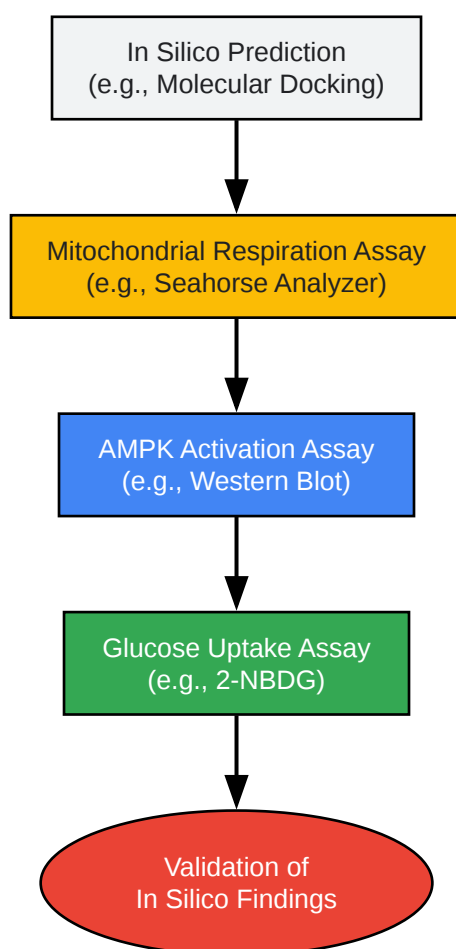 In Silico Prediction
(e.g., Molecular Docking)
Mitochondrial Respiration Assay
(e.g., Seahorse Analyzer)
AMPK Activation Assay
(e.g., Western Blot)
Glucose Uptake Assay
(e.g., 2-NBDG)
Validation of
In Silico Findings